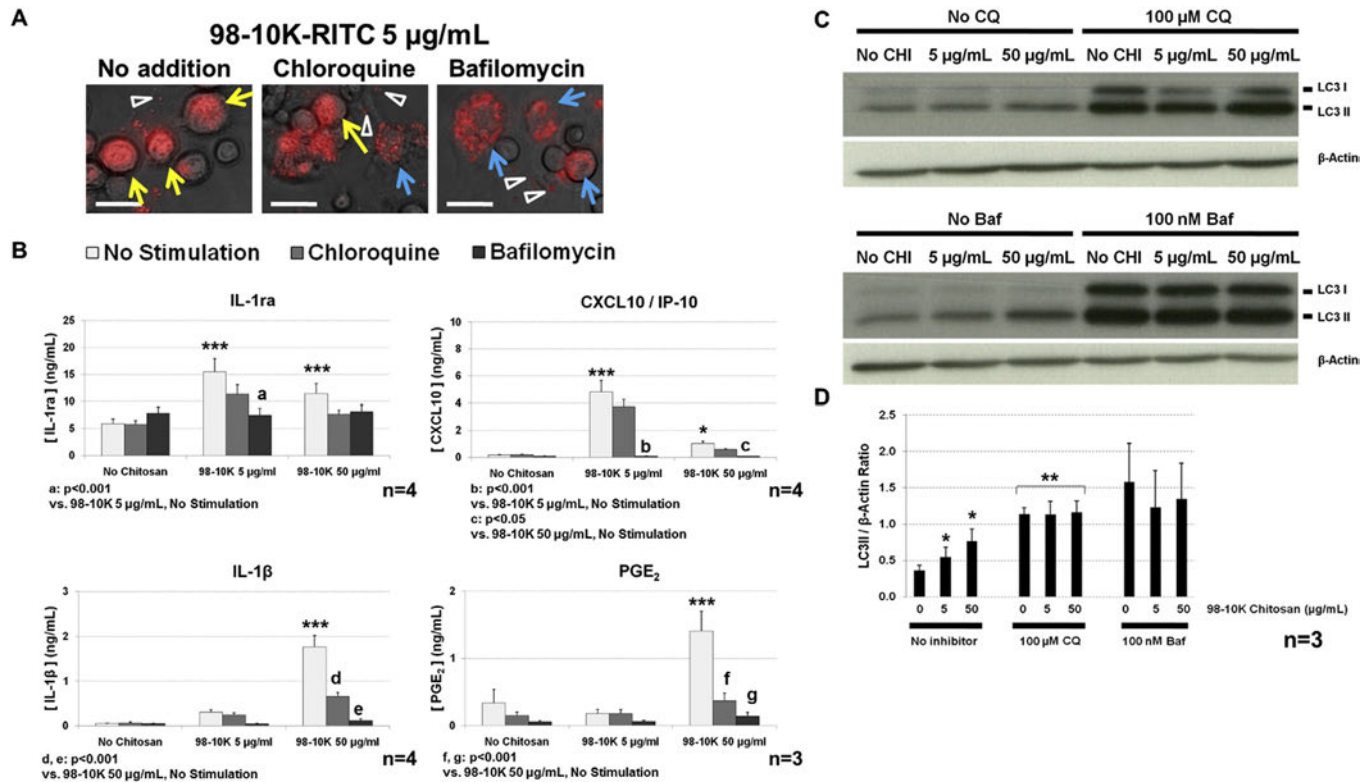 A
98-10K-RITC 5 µg/mL
No addition Chloroquine Bafilomycin
B
No Stimulation Chloroquine Bafilomycin
IL-1ra
[ IL-1ra ] (ng/mL)
25
20
15
10
5
0
***
a
***
No Chitosan 98-10K 5 µg/ml 98-10K 50 µg/ml
a: p<0.001
vs. 98-10K 5 µg/mL, No Stimulation
n=4
CXCL10 / IP-10
[ CXCL10 ] (ng/mL)
10
8
6
4
2
0
***
b
*
c
No Chitosan 98-10K 5 µg/ml 98-10K 50 µg/ml
b: p<0.001
vs. 98-10K 5 µg/mL, No Stimulation
c: p<0.05
vs. 98-10K 50 µg/mL, No Stimulation
n=4
IL-1β
[ IL-1β ] (ng/mL)
3
2
1
0
***
d
e
No Chitosan 98-10K 5 µg/ml 98-10K 50 µg/ml
d, e: p<0.001
vs. 98-10K 50 µg/mL, No Stimulation
n=4
PGE2
[ PGE2 ] (ng/mL)
2
1
0
***
f
g
No Chitosan 98-10K 5 µg/ml 98-10K 50 µg/ml
f, g: p<0.001
vs. 98-10K 50 µg/mL, No Stimulation
n=3
C
No CQ 100 µM CQ
No CHI 5 µg/mL 50 µg/mL No CHI 5 µg/mL 50 µg/mL
LC3 I
LC3 II
β-Actin
No Baf 100 nM Baf
No CHI 5 µg/mL 50 µg/mL No CHI 5 µg/mL 50 µg/mL
LC3 I
LC3 II
β-Actin
D
LC3II / β-Actin Ratio
2.5
2.0
1.5
1.0
0.5
0.0
*
*
**
0 5 50 0 5 50 0 5 50 98-10K Chitosan (µg/mL)
No inhibitor 100 µM CQ 100 nM Baf
n=3